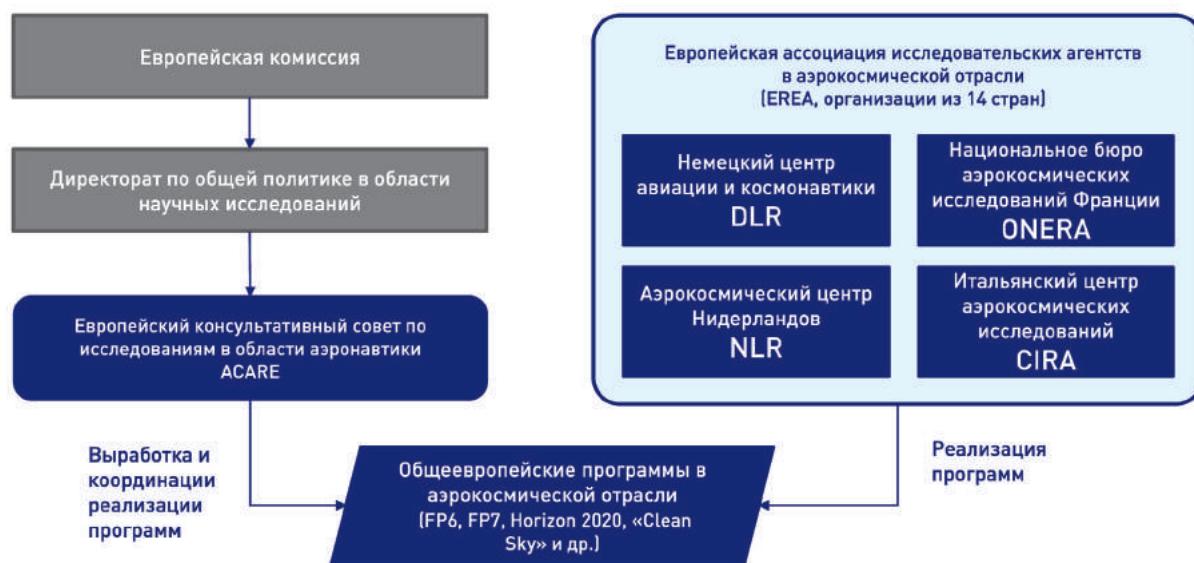 Европейская комиссия
Директорат по общей политике в области
научных исследований
Европейский консультативный совет по
исследованиям в области аэронавтики
ACARE
Выработка и
координации
реализации
программ
Европейская ассоциация исследовательских агентств
в аэрокосмической отрасли
(EREA, организации из 14 стран)
Немецкий центр
авиации и космонавтики
DLR
Национальное бюро
аэрокосмических
исследований Франции
ONERA
Аэрокосмический центр
Нидерландов
NLR
Итальянский центр
аэрокосмических
исследований
CIRA
Реализация
программ
Общеевропейские программы в
аэрокосмической отрасли
(FP6, FP7, Horizon 2020, «Clean
Sky» и др.)